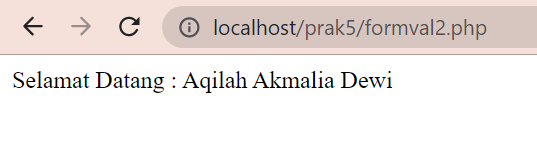 localhost/prak5/formval2.php
Selamat Datang : Aqilah Akmalia Dewi